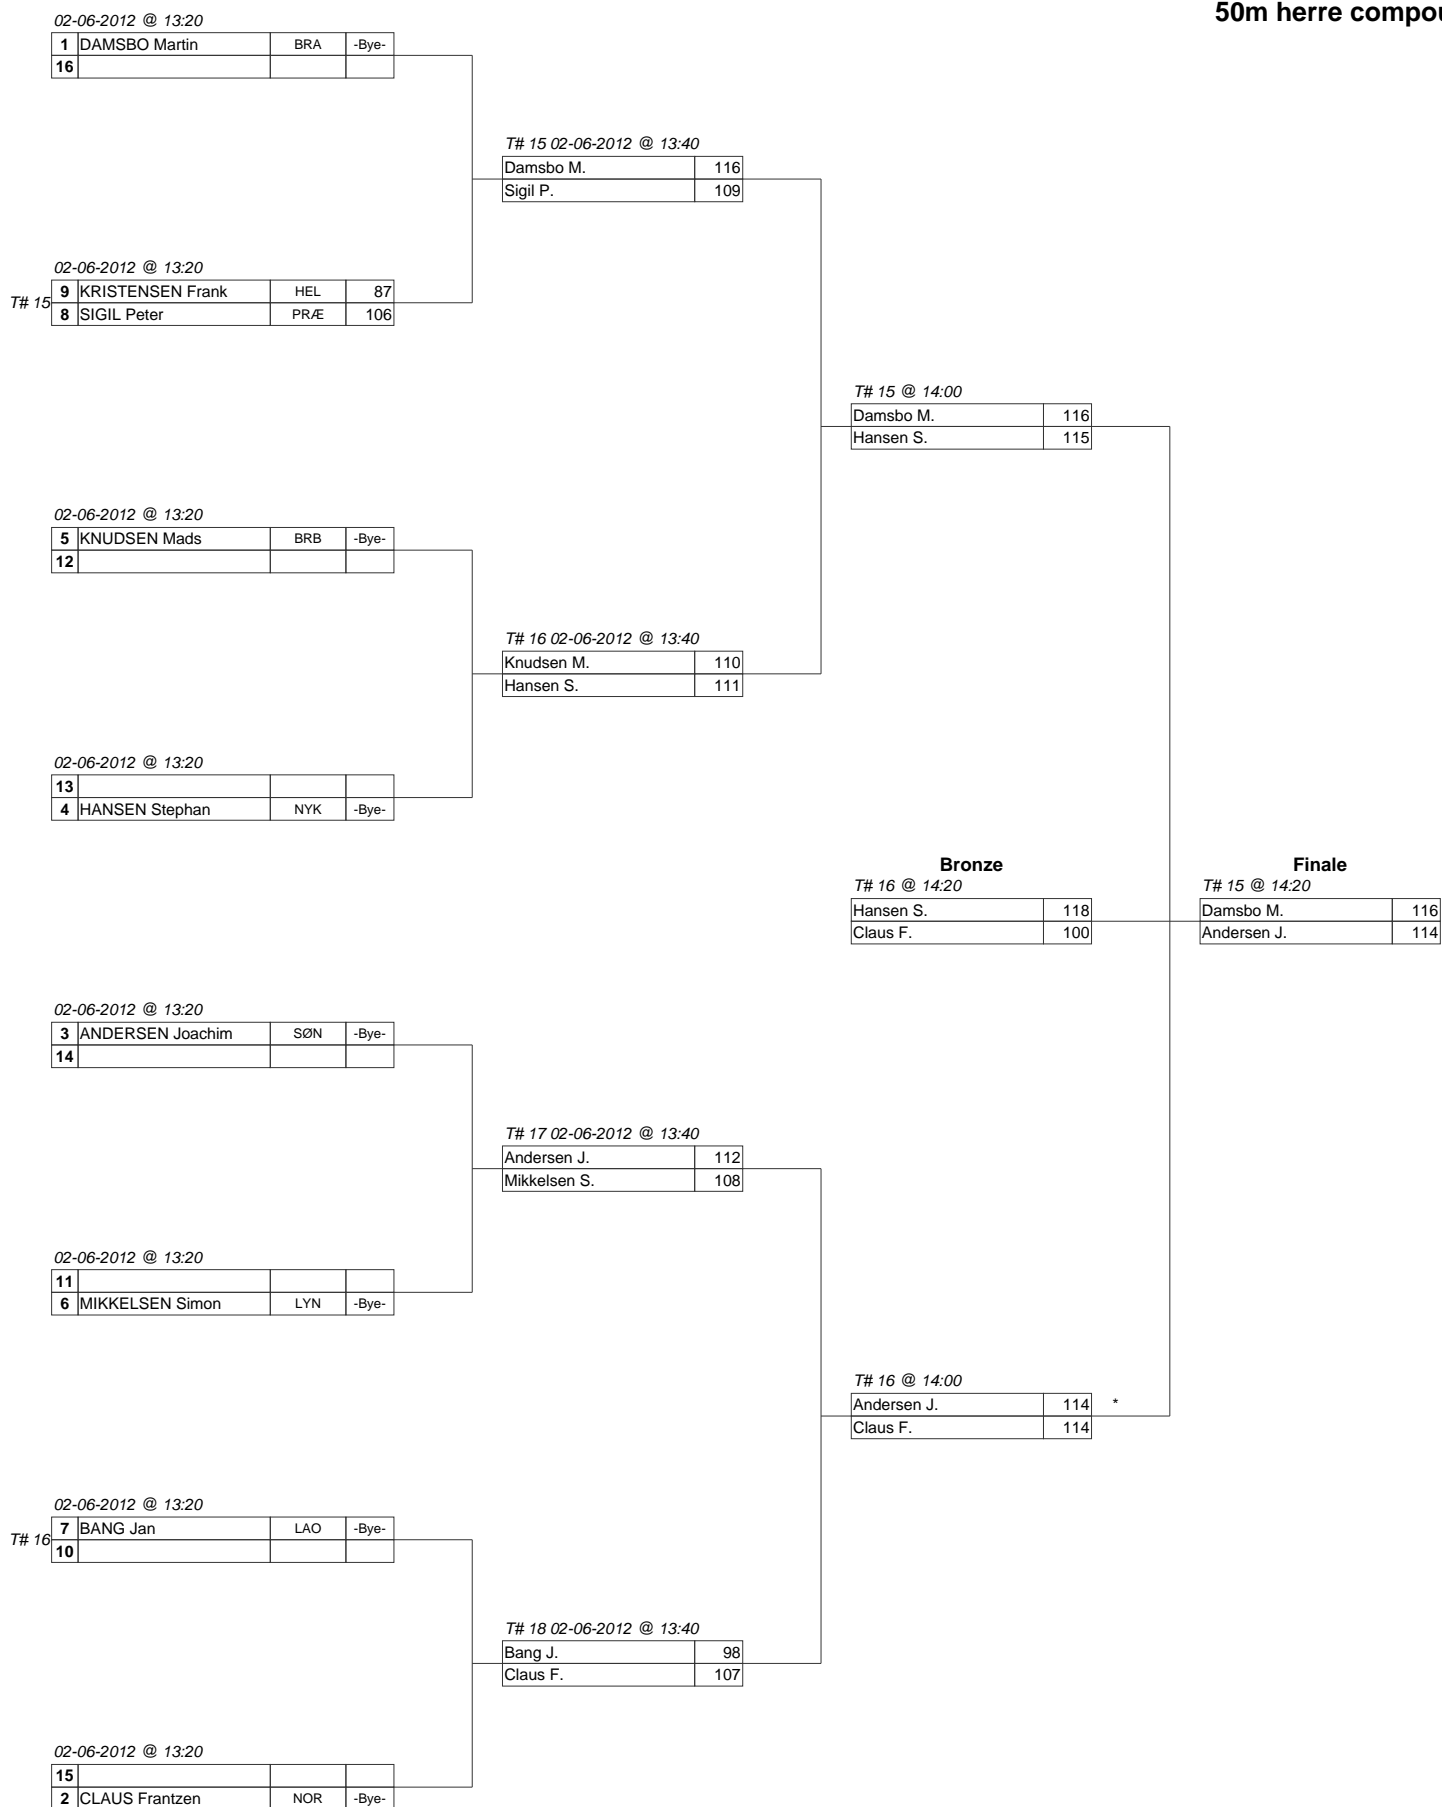 50m herre compou
02-06-2012 @ 13:20
1 DAMSBO Martin BRA -Bye-
16
T# 15 02-06-2012 @ 13:40
Damsbo M. 116
Sigil P. 109
02-06-2012 @ 13:20
T# 15
9 KRISTENSEN Frank HEL 87
8 SIGIL Peter PRÆ 106
T# 15 @ 14:00
Damsbo M. 116
Hansen S. 115
02-06-2012 @ 13:20
5 KNUDSEN Mads BRB -Bye-
12
T# 16 02-06-2012 @ 13:40
Knudsen M. 110
Hansen S. 111
02-06-2012 @ 13:20
13
4 HANSEN Stephan NYK -Bye-
Bronze
T# 16 @ 14:20
Hansen S. 118
Claus F. 100
Finale
T# 15 @ 14:20
Damsbo M. 116
Andersen J. 114
02-06-2012 @ 13:20
3 ANDERSEN Joachim SØN -Bye-
14
T# 17 02-06-2012 @ 13:40
Andersen J. 112
Mikkelsen S. 108
02-06-2012 @ 13:20
11
6 MIKKELSEN Simon LYN -Bye-
T# 16 @ 14:00
Andersen J. 114 *
Claus F. 114
02-06-2012 @ 13:20
T# 16
7 BANG Jan LAO -Bye-
10
T# 18 02-06-2012 @ 13:40
Bang J. 98
Claus F. 107
02-06-2012 @ 13:20
15
2 CLAUS Frantzen NOR -Bye-